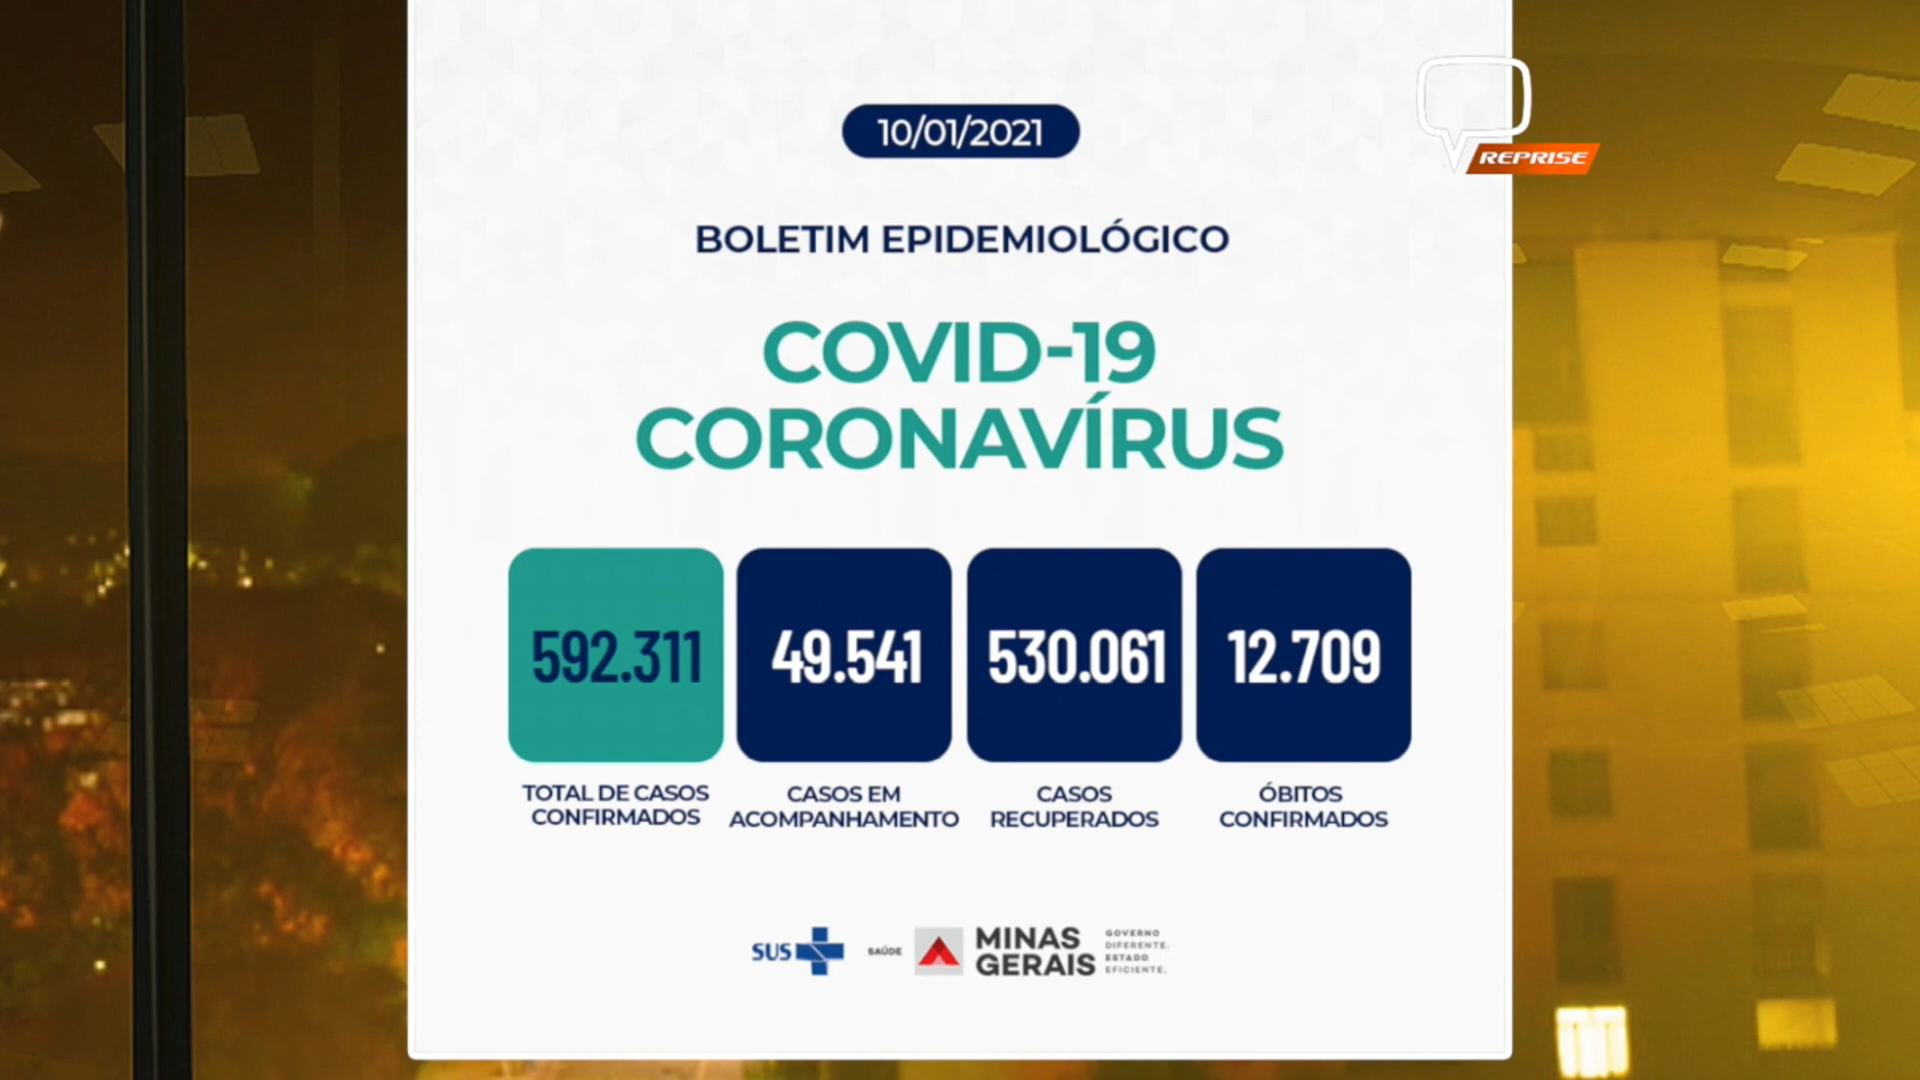 10/01/2021
REPRISE
BOLETIM EPIDEMIOLÓGICO
COVID-19
CORONAVÍRUS
592.311
49.541
530.061
12.709
TOTAL DE CASOS
CONFIRMADOS
CASOS EM
ACOMPANHAMENTO
CASOS
RECUPERADOS
ÓBITOS
CONFIRMADOS
SUS
SAÚDE
MINAS
GERAIS
GOVERNO
DIFERENTE.
ESTADO
EFICIENTE.